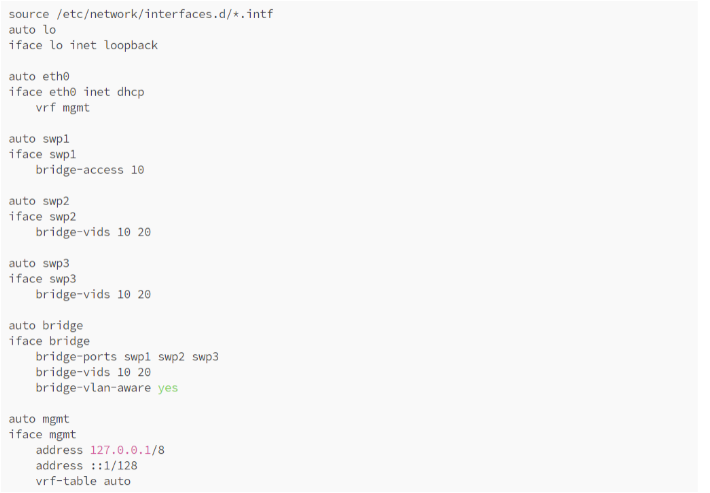 source /etc/network/interfaces.d/*.intf
auto lo
iface lo inet loopback

auto eth0
iface eth0 inet dhcp
    vrf mgmt

auto swp1
iface swp1
    bridge-access 10

auto swp2
iface swp2
    bridge-vids 10 20

auto swp3
iface swp3
    bridge-vids 10 20

auto bridge
iface bridge
    bridge-ports swp1 swp2 swp3
    bridge-vids 10 20
    bridge-vlan-aware yes

auto mgmt
iface mgmt
    address 127.0.0.1/8
    address ::1/128
    vrf-table auto